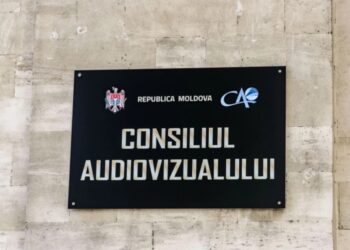 REPUBLICA MOLDOVA
CA
CONSILIUL
AUDIOVIZUALULUI